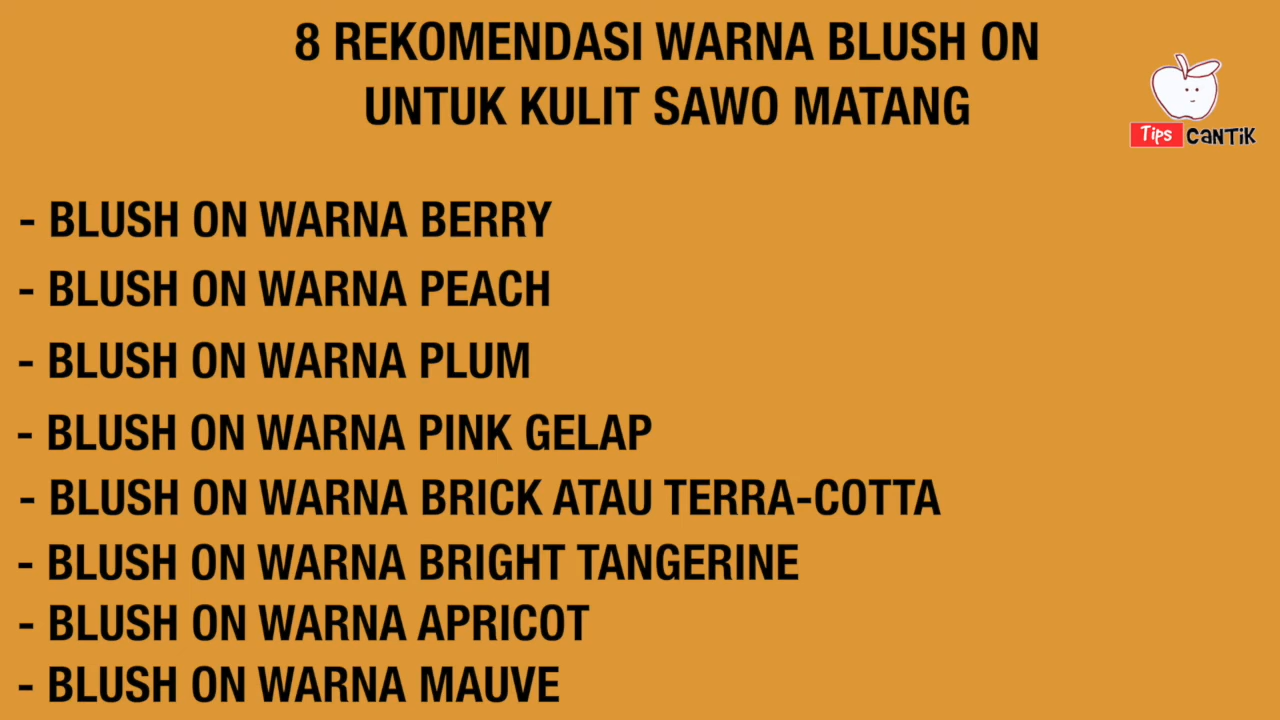 8 REKOMENDASI WARNA BLUSH ON
UNTUK KULIT SAWO MATANG
Tips CANTIK
- BLUSH ON WARNA BERRY
- BLUSH ON WARNA PEACH
- BLUSH ON WARNA PLUM
- BLUSH ON WARNA PINK GELAP
- BLUSH ON WARNA BRICK ATAU TERRA-COTTA
- BLUSH ON WARNA BRIGHT TANGERINE
- BLUSH ON WARNA APRICOT
- BLUSH ON WARNA MAUVE